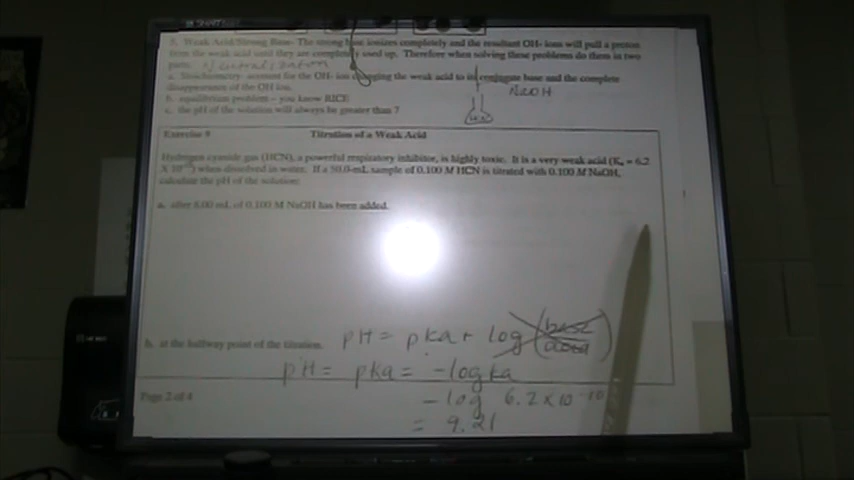 5. Weak Acid/Strong Base- The strong base ionizes completely and the resultant OH- ions will pull a proton
from the weak acid until they are completely used up. Therefore when solving these problems do them in two
parts. Neutralization
a. Stoichiometry- account for the OH- ion changing the weak acid to its conjugate base and the complete
disappearance of the OH ion.
NaOH
b. equilibrium problem – you know RICE
c. the pH of the solution will always be greater than 7
Exercise 9 Titration of a Weak Acid
Hydrogen cyanide gas (HCN), a powerful respiratory inhibitor, is highly toxic. It is a very weak acid (Ka = 6.2
X 10⁻¹⁰) when dissolved in water. If a 50.0-mL sample of 0.100 M HCN is titrated with 0.100 M NaOH,
calculate the pH of the solution:
a. after 8.00 mL of 0.100 M NaOH has been added.
b. at the halfway point of the titration. pH = pKa + log (base/acid)
pH = pKa = -log Ka
- log 6.2 x 10⁻¹⁰
= 9.21
Page 2 of 4